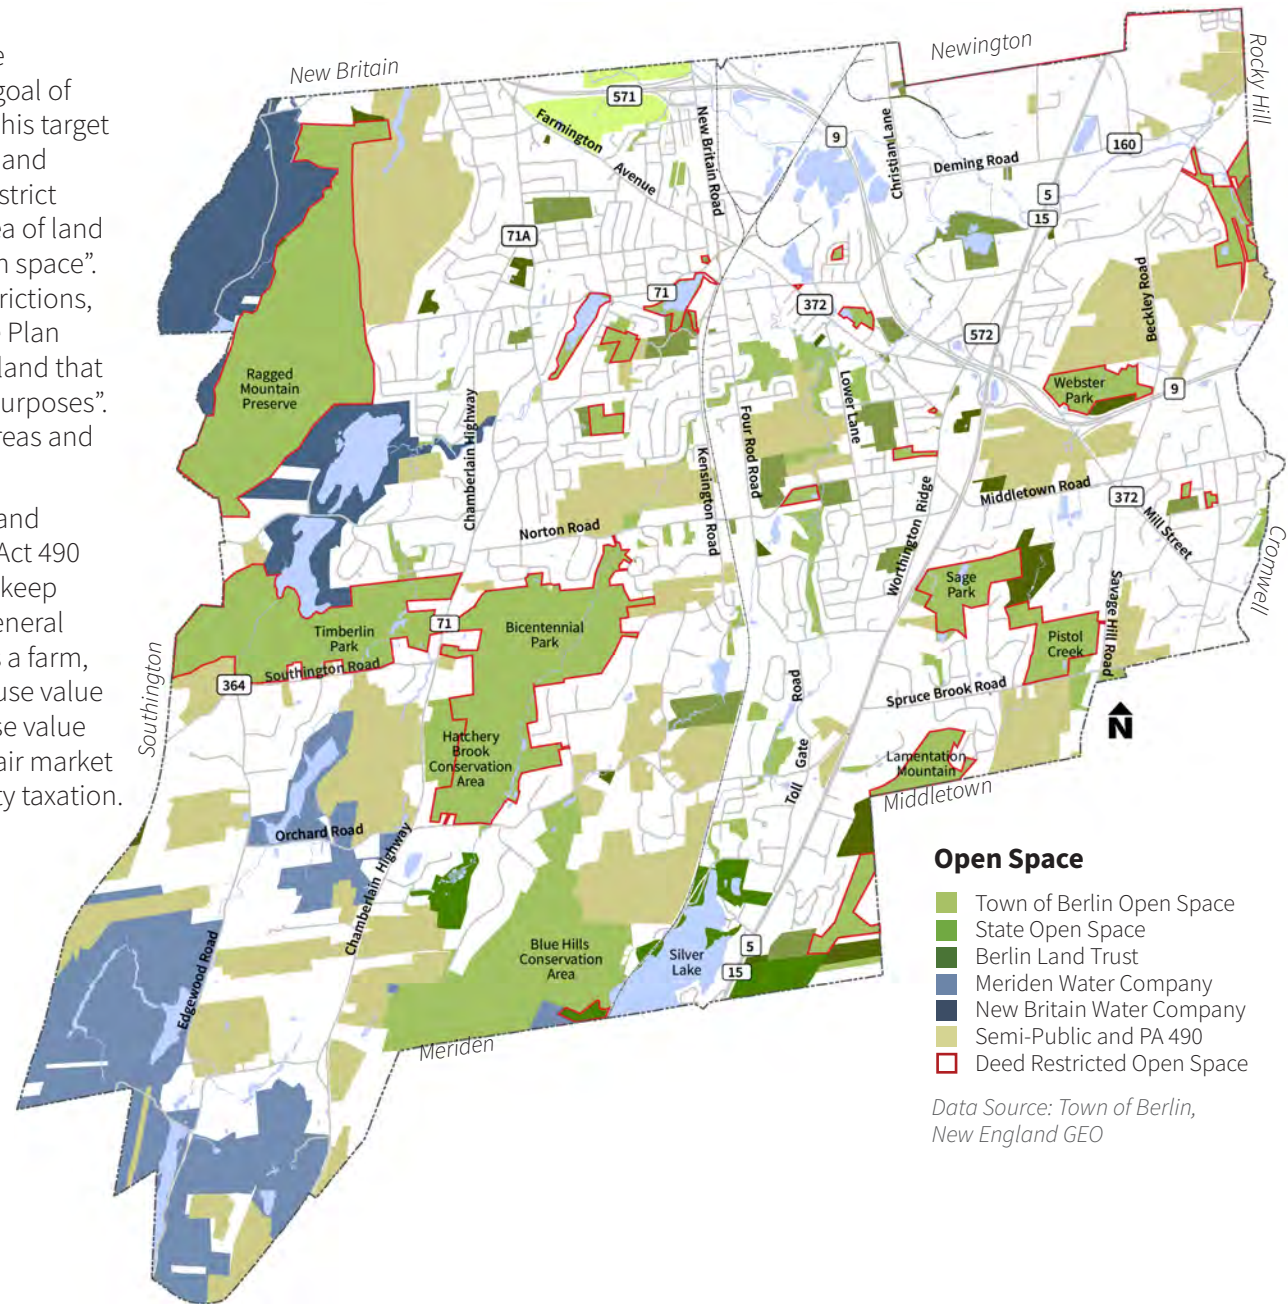 e
goal of
his target
and
strict
ea of land
n space”.
rictions,
e Plan
land that
urposes”.
reas and
and
Act 490
keep
eneral
s a farm,
use value
se value
air market
ty taxation.
New Britain
Newington
Rocky Hill
571
Farmington
Avenue
New Britain Road
9
Christian Lane
Deming Road
160
5
15
71A
71
372
572
Beckley Road
Ragged
Mountain
Preserve
Webster
Park
9
Chamberlain Highway
Lower Lane
Four Rod Road
Kensington Road
Norton Road
Worthington Ridge
Middletown Road
372
Mill Street
Cromwell
Sage
Park
Savage Hill Road
Timberlin
Park
71
Bicentennial
Park
Pistol
Creek
Southington Road
364
Southington
Spruce Brook Road
N
Toll Gate Road
Hatchery
Brook
Conservation
Area
Lamentation
Mountain
Middletown
Orchard Road
Chamberlain Highway
Edgewood Road
Blue Hills
Conservation
Area
Silver
Lake
5
15
Meriden
Open Space
Town of Berlin Open Space
State Open Space
Berlin Land Trust
Meriden Water Company
New Britain Water Company
Semi-Public and PA 490
Deed Restricted Open Space
Data Source: Town of Berlin,
New England GEO